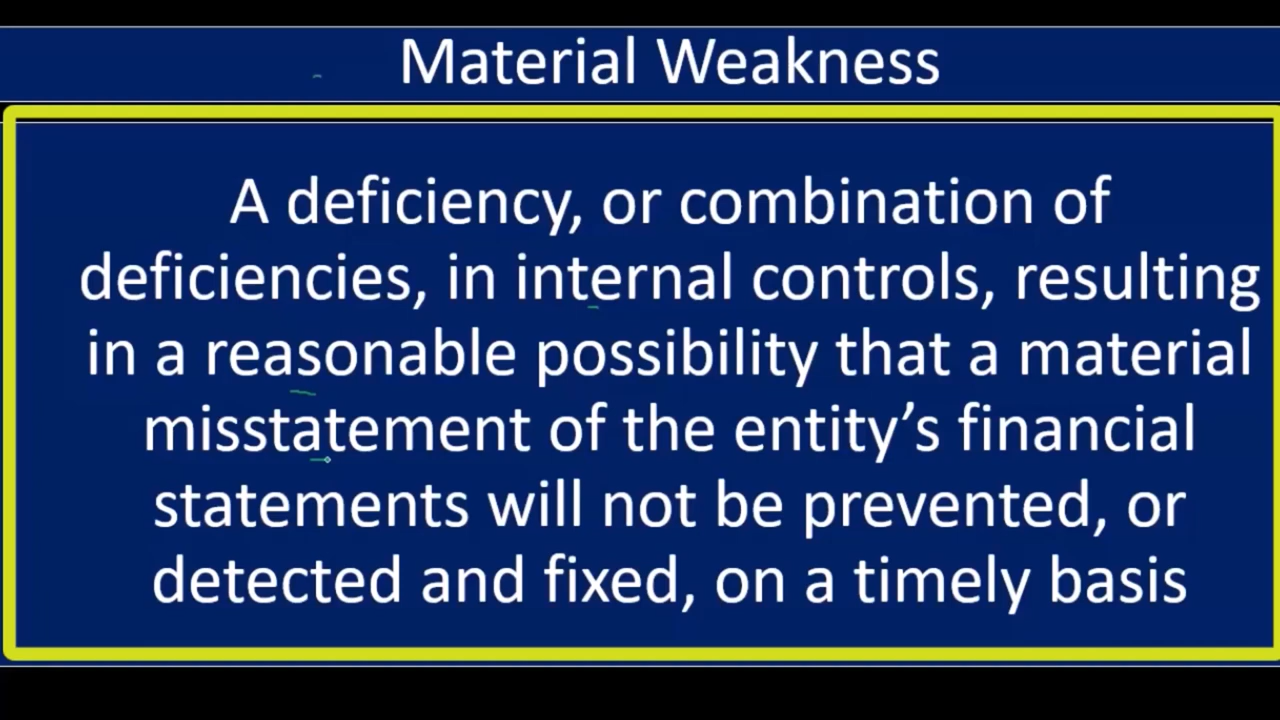 Material Weakness
A deficiency, or combination of
deficiencies, in internal controls, resulting
in a reasonable possibility that a material
misstatement of the entity’s financial
statements will not be prevented, or
detected and fixed, on a timely basis